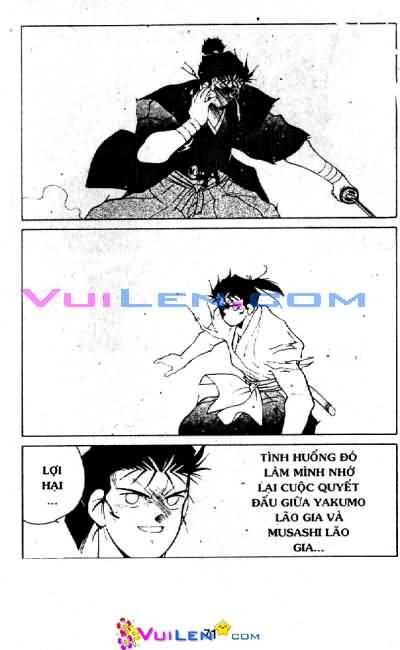 VUILEN.COM
LỢI
HẠI
...
TÌNH HUỐNG ĐÓ
LÀM MÌNH NHỚ
LẠI CUỘC QUYẾT
ĐẤU GIỮA YAKUMO
LÃO GIA VÀ
MUSASHI LÃO
GIA...
71
VUILEN.COM